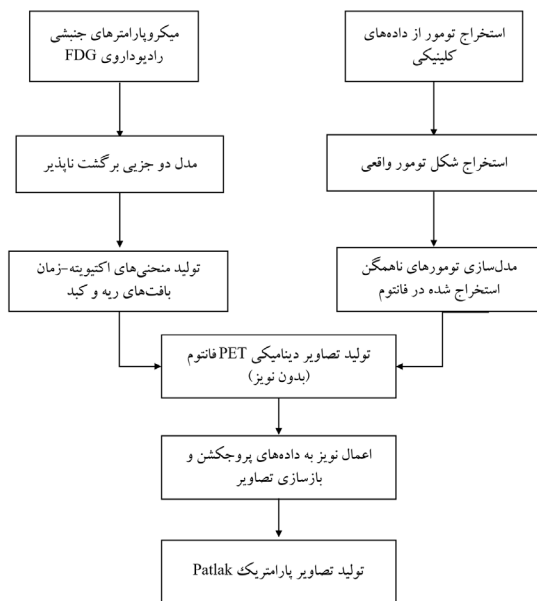 میکروپارامترهای جنبشی
رادیوداروی FDG
استخراج تومور از داده‌های
کلینیکی
مدل دو جزیی برگشت ناپذیر
استخراج شکل تومور واقعی
تولید منحنی‌های اکتیویته-زمان
بافت‌های ریه و کبد
مدل‌سازی تومورهای ناهمگن
استخراج شده در فانتوم
تولید تصاویر دینامیکی PET فانتوم
(بدون نویز)
اعمال نویز به داده‌های پروجکشن و
بازسازی تصاویر
تولید تصاویر پارامتریک Patlak